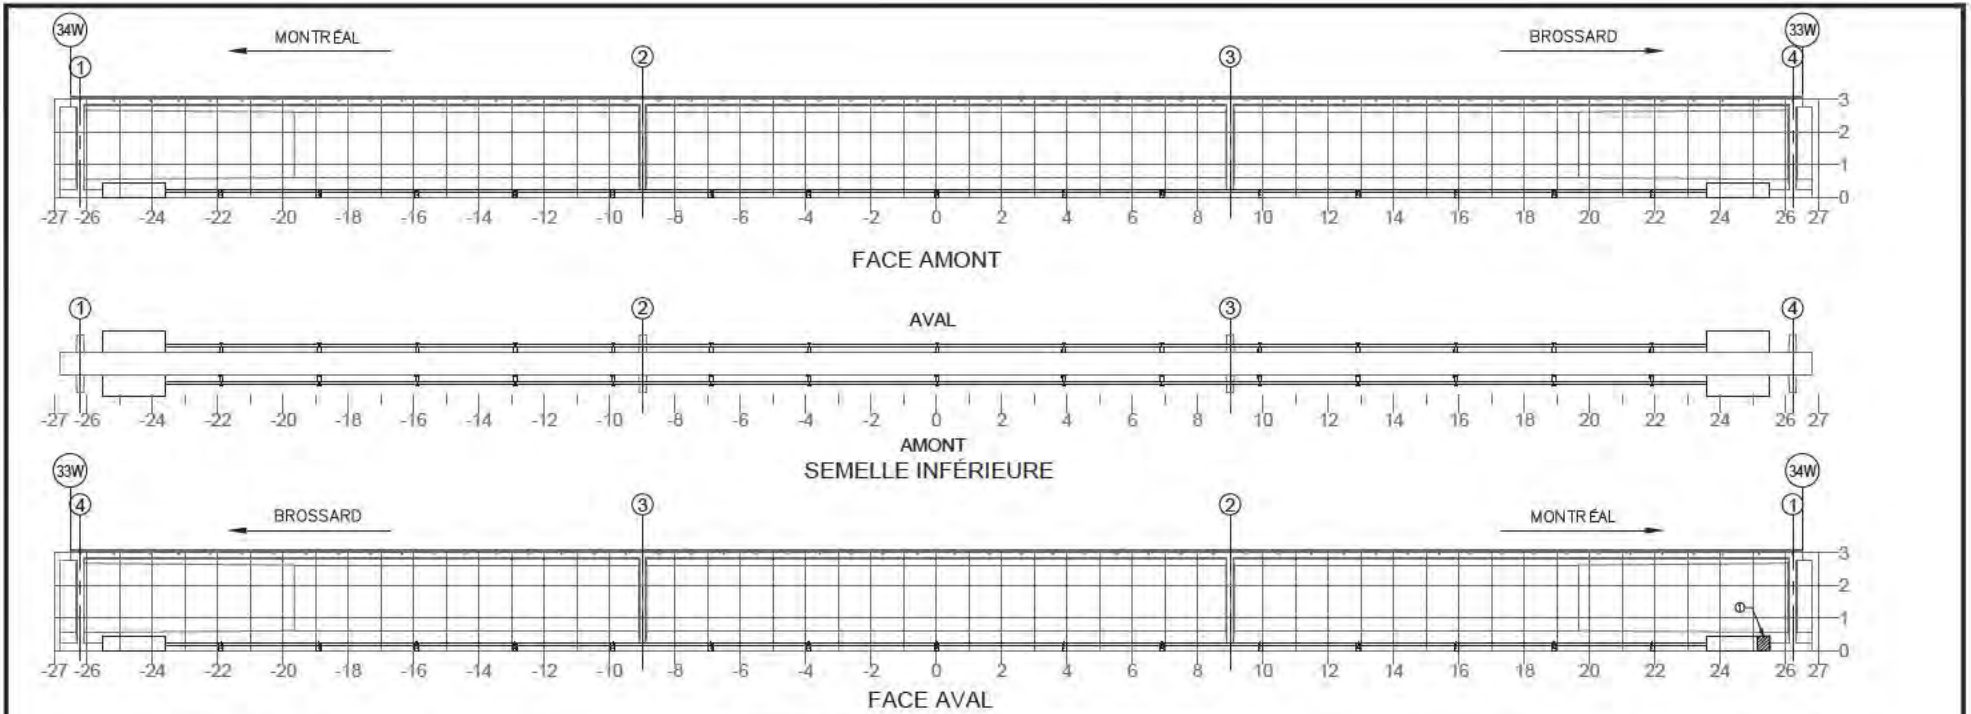 34W 33W
MONTRÉAL BROSSARD
1 2 3 4
3
2
1
0
-27 -26 -24 -22 -20 -18 -16 -14 -12 -10 -8 -6 -4 -2 0 2 4 6 8 10 12 14 16 18 20 22 24 26 27
FACE AMONT
1 2 3 4
AVAL
-27 -26 -24 -22 -20 -18 -16 -14 -12 -10 -8 -6 -4 -2 0 2 4 6 8 10 12 14 16 18 20 22 24 26 27
AMONT
SEMELLE INFÉRIEURE
33W 34W
4 3 2 1
BROSSARD MONTRÉAL
3
2
1
1
0
-27 -26 -24 -22 -20 -18 -16 -14 -12 -10 -8 -6 -4 -2 0 2 4 6 8 10 12 14 16 18 20 22 24 26 27
FACE AVAL